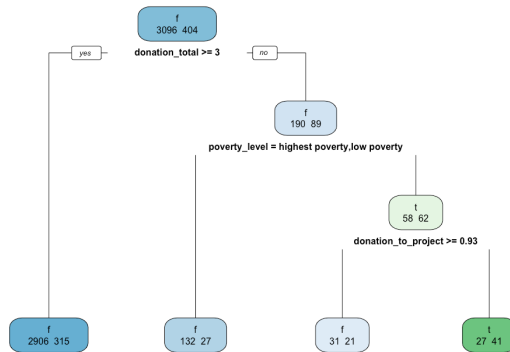 f
3096 404
yes
donation_total >= 3
no
f
190 89
poverty_level = highest poverty,low poverty
t
58 62
donation_to_project >= 0.93
f
2906 315
f
132 27
f
31 21
t
27 41